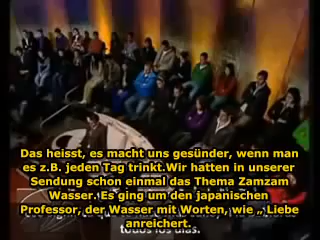 Das heisst, es macht uns gesünder, wenn man
es z.B. jeden Tag trinkt.Wir hatten in unserer
Sendung schon einmal das Thema Zamzam
Wasser. Es ging um den japanischen
Professor, der Wasser mit Worten, wie „ Liebe
anreichert.
todos los días.